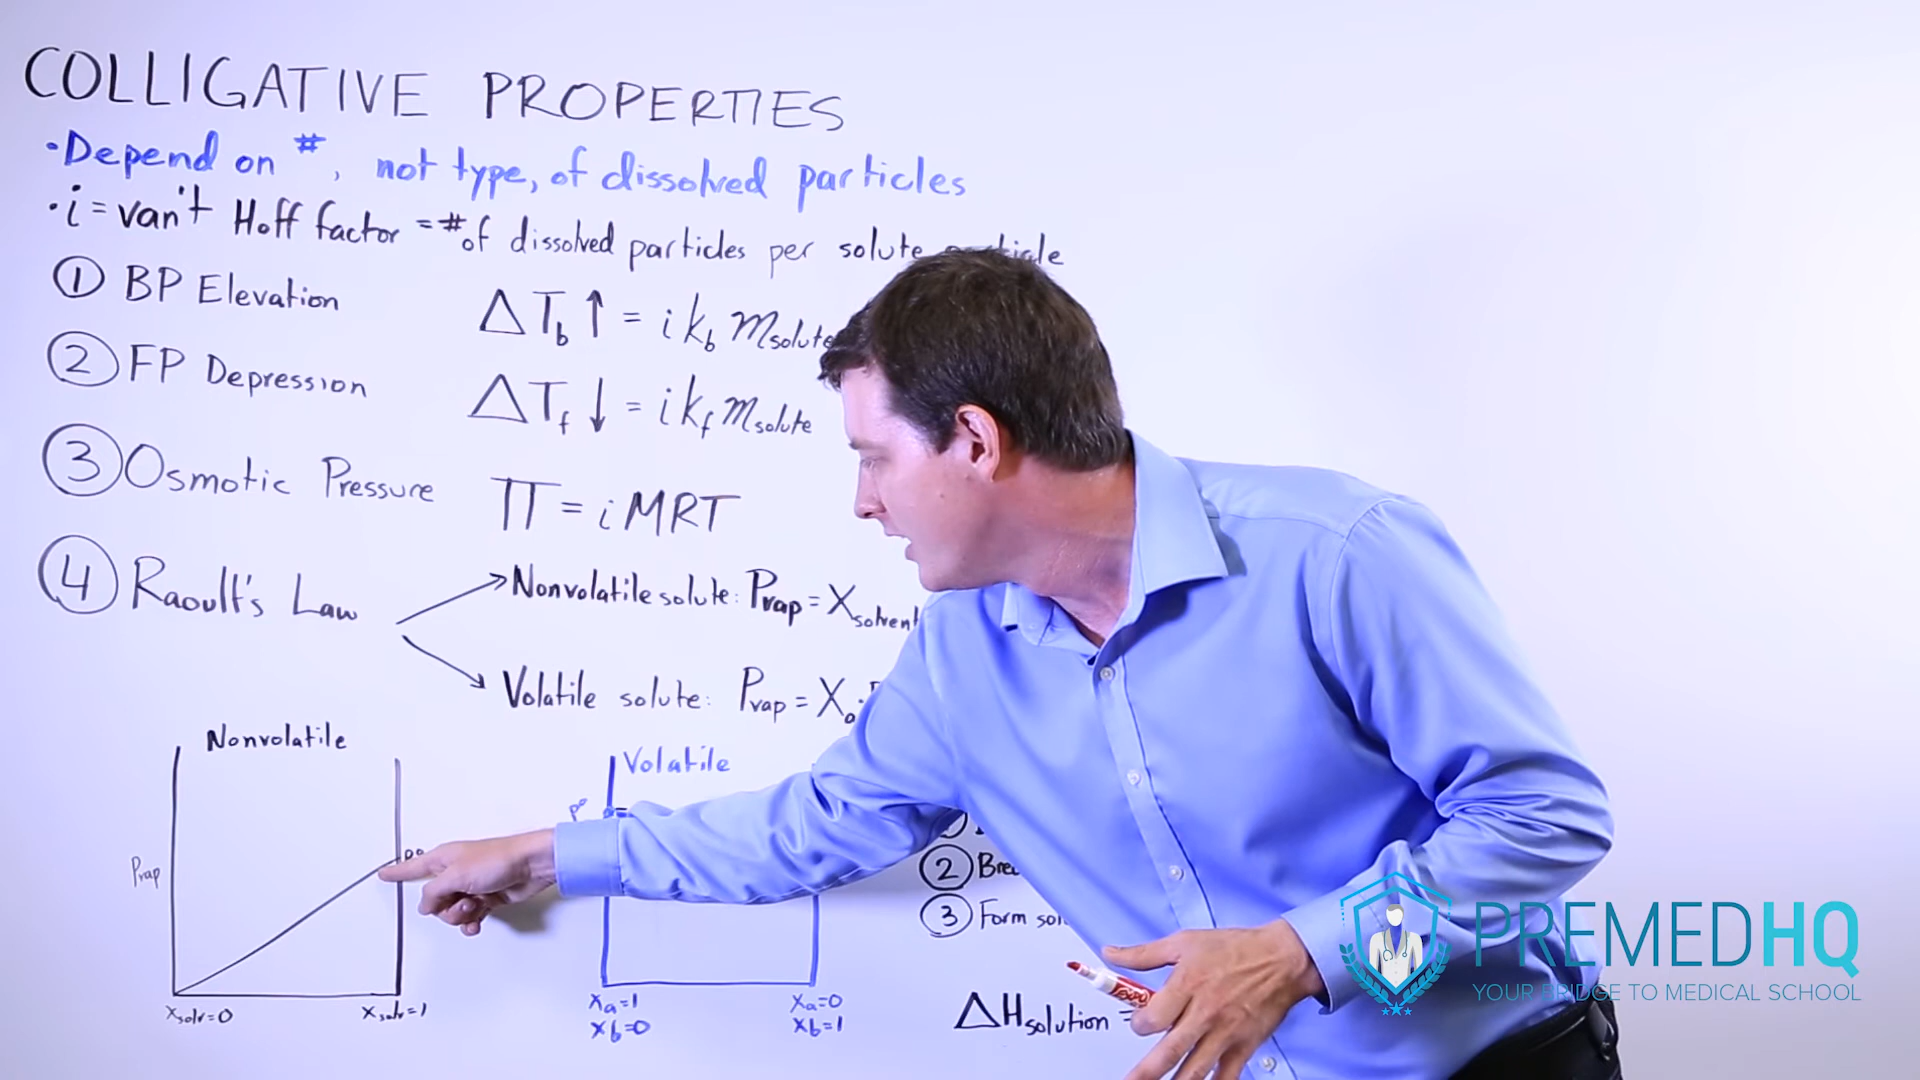 COLLIGATIVE PROPERTIES
•Depend on #, not type, of dissolved particles
•i = van't Hoff factor = # of dissolved particles per solute
① BP Elevation ΔTb ↑ = i kb msolute
② FP Depression ΔTf ↓ = i kf msolute
③ Osmotic Pressure π = i MRT
④ Raoult's Law
Nonvolatile solute: Pvap = Xsolvent
Volatile solute: Pvap = Xa
Nonvolatile
Pvap
P°
Xsolv=0 Xsolv=1
Volatile
P°
Xa=1 Xa=0
Xb=0 Xb=1
②
③ Form
ΔHsolution =
PREMEDHQ
YOUR BRIDGE TO MEDICAL SCHOOL